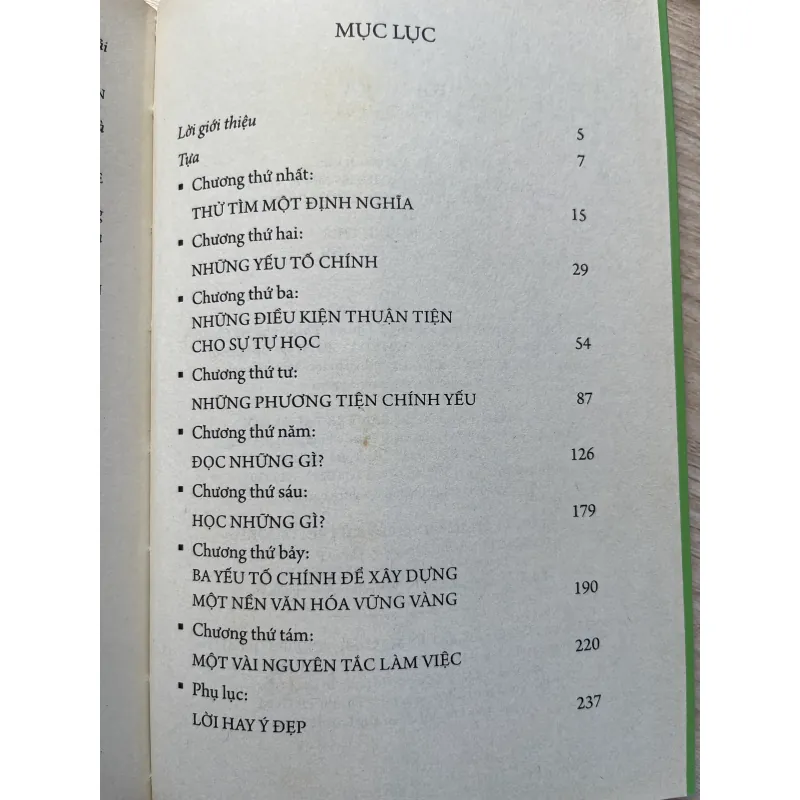 MỤC LỤC
Lời giới thiệu 5
Tựa 7
▪ Chương thứ nhất:
THỬ TÌM MỘT ĐỊNH NGHĨA 15
▪ Chương thứ hai:
NHỮNG YẾU TỐ CHÍNH 29
▪ Chương thứ ba:
NHỮNG ĐIỀU KIỆN THUẬN TIỆN
CHO SỰ TỰ HỌC 54
▪ Chương thứ tư:
NHỮNG PHƯƠNG TIỆN CHÍNH YẾU 87
▪ Chương thứ năm:
ĐỌC NHỮNG GÌ? 126
▪ Chương thứ sáu:
HỌC NHỮNG GÌ? 179
▪ Chương thứ bảy:
BA YẾU TỐ CHÍNH ĐỂ XÂY DỰNG
MỘT NỀN VĂN HÓA VỮNG VÀNG 190
▪ Chương thứ tám:
MỘT VÀI NGUYÊN TẮC LÀM VIỆC 220
▪ Phụ lục:
LỜI HAY Ý ĐẸP 237